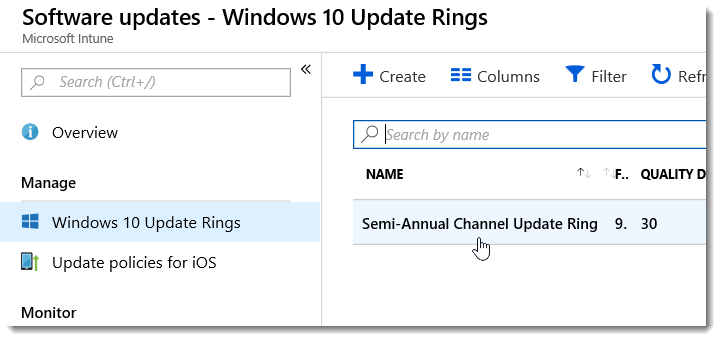 Software updates - Windows 10 Update Rings
Microsoft Intune
Search (Ctrl+/)
«
Overview
Manage
Windows 10 Update Rings
Update policies for iOS
Monitor
Create Columns Filter Refr
Search by name
NAME F.. QUALITY D
Semi-Annual Channel Update Ring 9. 30